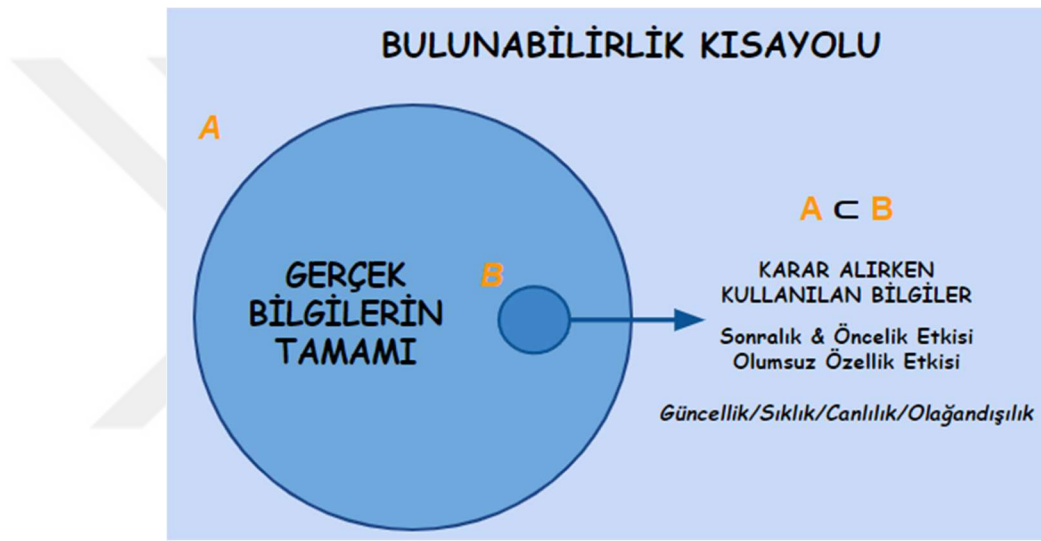 BULUNABİLİRLİK KISAYOLU
A
A ⊂ B
GERÇEK
BİLGİLERİN
TAMAMI
B
KARAR ALIRKEN
KULLANILAN BİLGİLER
Sonralık & Öncelik Etkisi
Olumsuz Özellik Etkisi
Güncellik/Sıklık/Canlılık/Olağandışılık